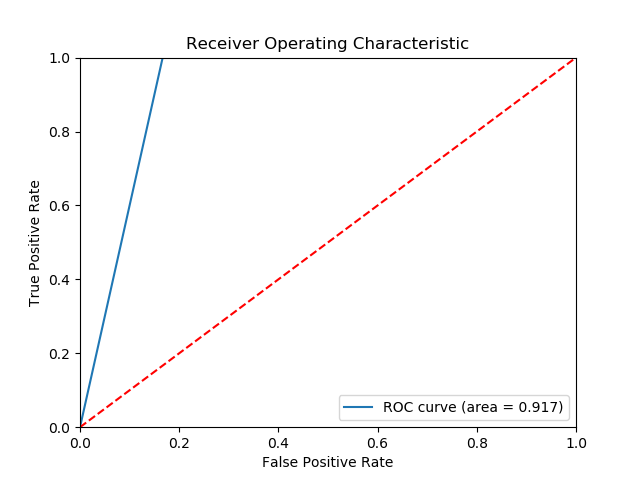 Receiver Operating Characteristic
1.0
0.8
0.6
0.4
0.2
0.0
True Positive Rate
ROC curve (area = 0.917)
0.0 0.2 0.4 0.6 0.8 1.0
False Positive Rate